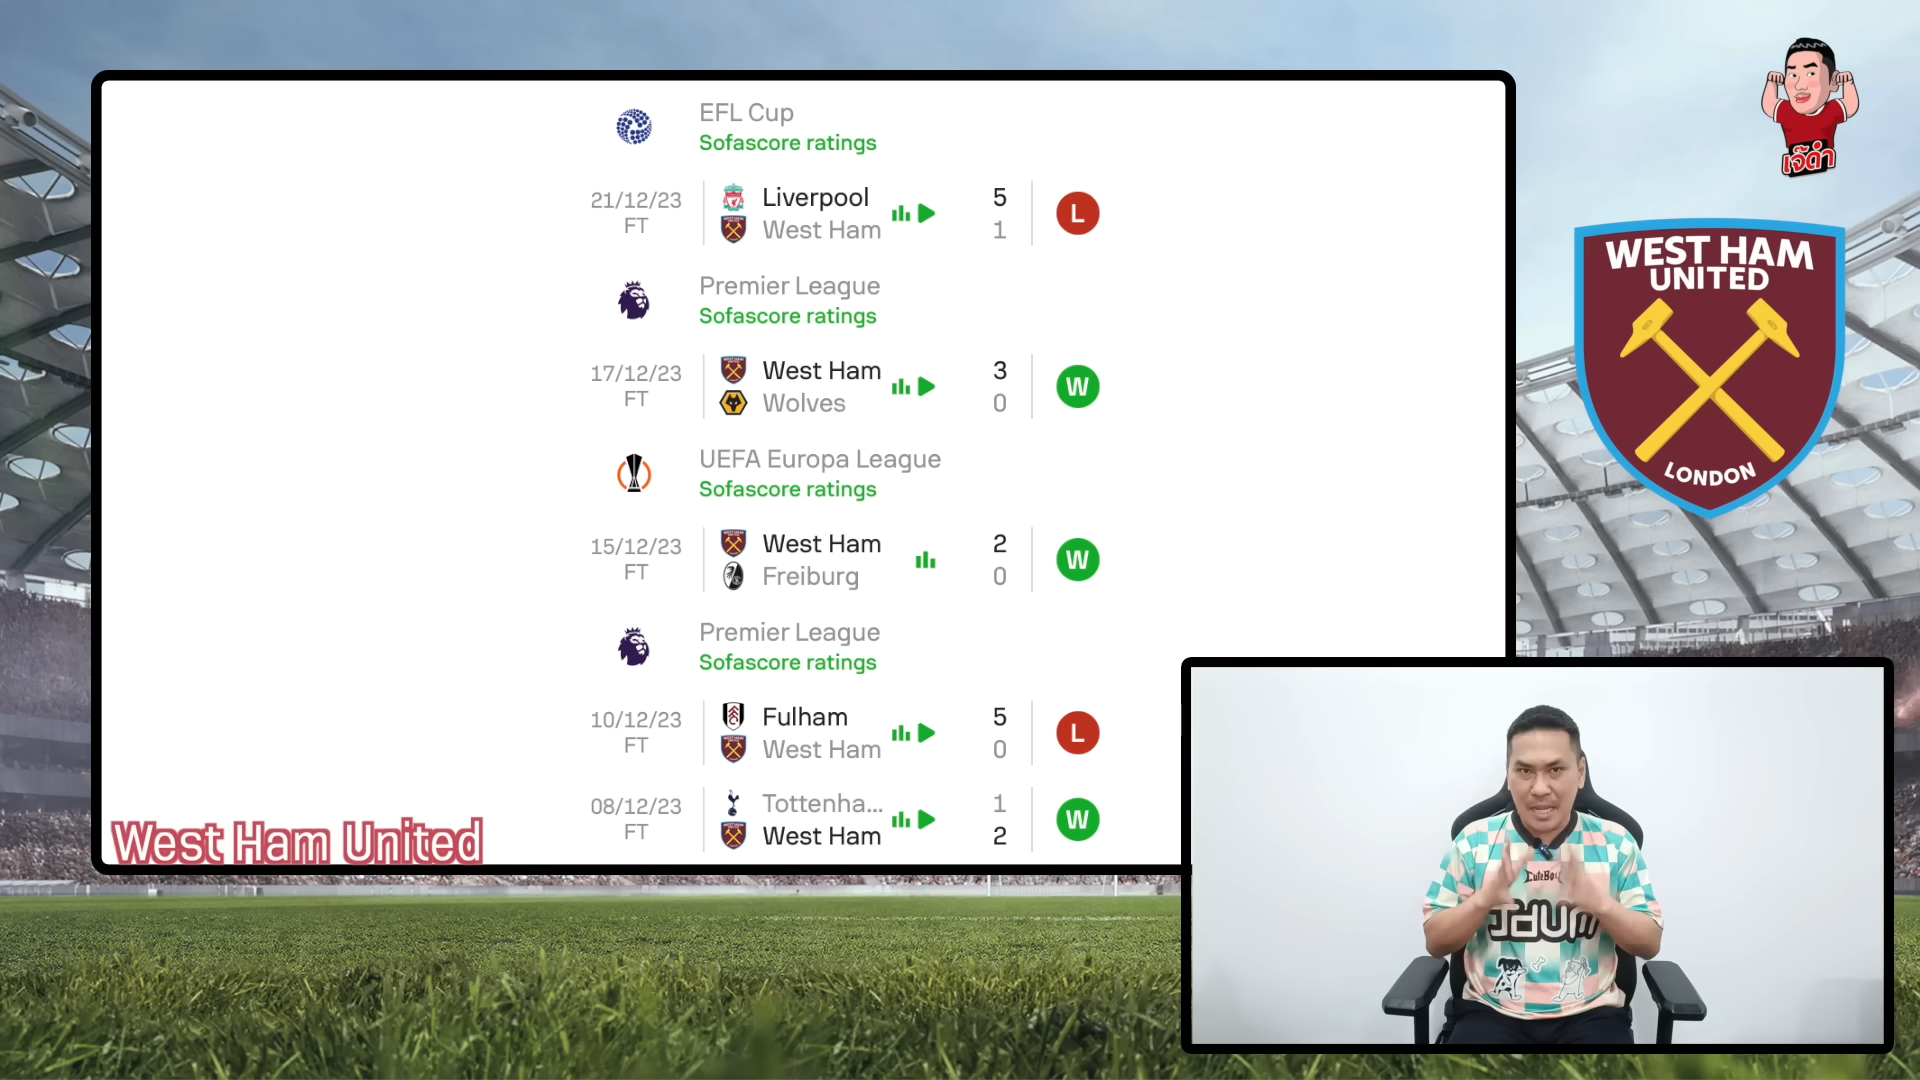 EFL Cup
Sofascore ratings
21/12/23
FT
Liverpool 5
West Ham 1
L
Premier League
Sofascore ratings
17/12/23
FT
West Ham 3
Wolves 0
W
UEFA Europa League
Sofascore ratings
15/12/23
FT
West Ham 2
Freiburg 0
W
Premier League
Sofascore ratings
10/12/23
FT
Fulham 5
West Ham 0
L
08/12/23
FT
Tottenha... 1
West Ham 2
W
West Ham United
เจ๊ดำ
WEST HAM
UNITED
LONDON
CuteBoy